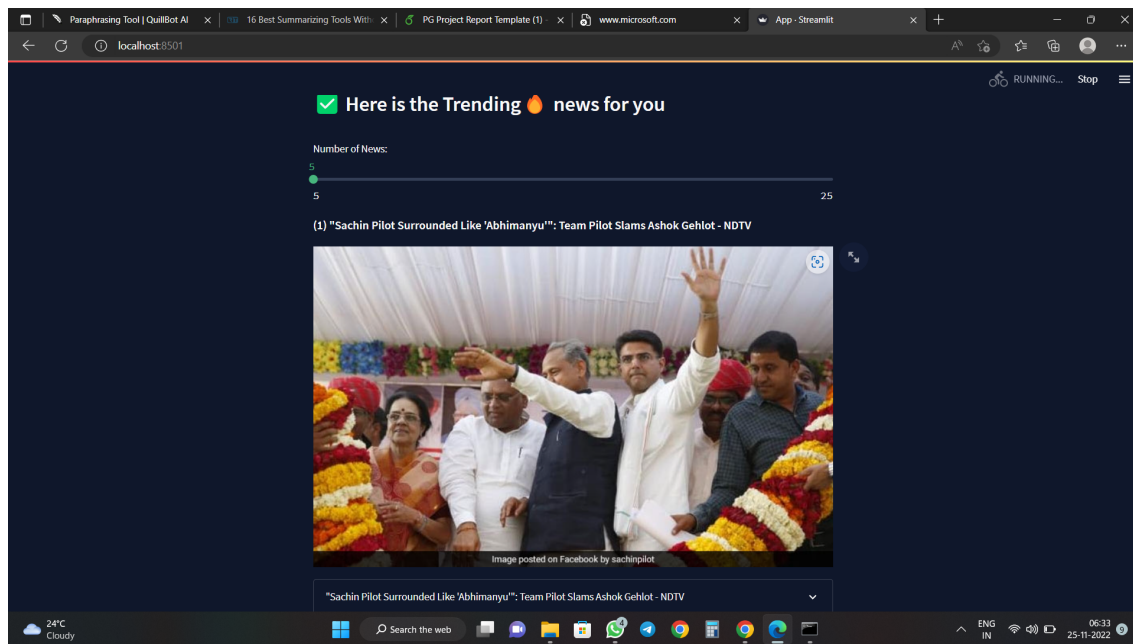 Paraphrasing Tool | QuillBot AI
16 Best Summarizing Tools With
PG Project Report Template (1) -
www.microsoft.com
App · Streamlit
localhost:8501
RUNNING...
Stop
✅ Here is the Trending 🔥 news for you
Number of News:
5
5
25
(1) "Sachin Pilot Surrounded Like 'Abhimanyu'": Team Pilot Slams Ashok Gehlot - NDTV
Image posted on Facebook by sachinpilot
"Sachin Pilot Surrounded Like 'Abhimanyu'": Team Pilot Slams Ashok Gehlot - NDTV
24°C
Cloudy
Search the web
4
ENG
IN
06:33
25-11-2022
9